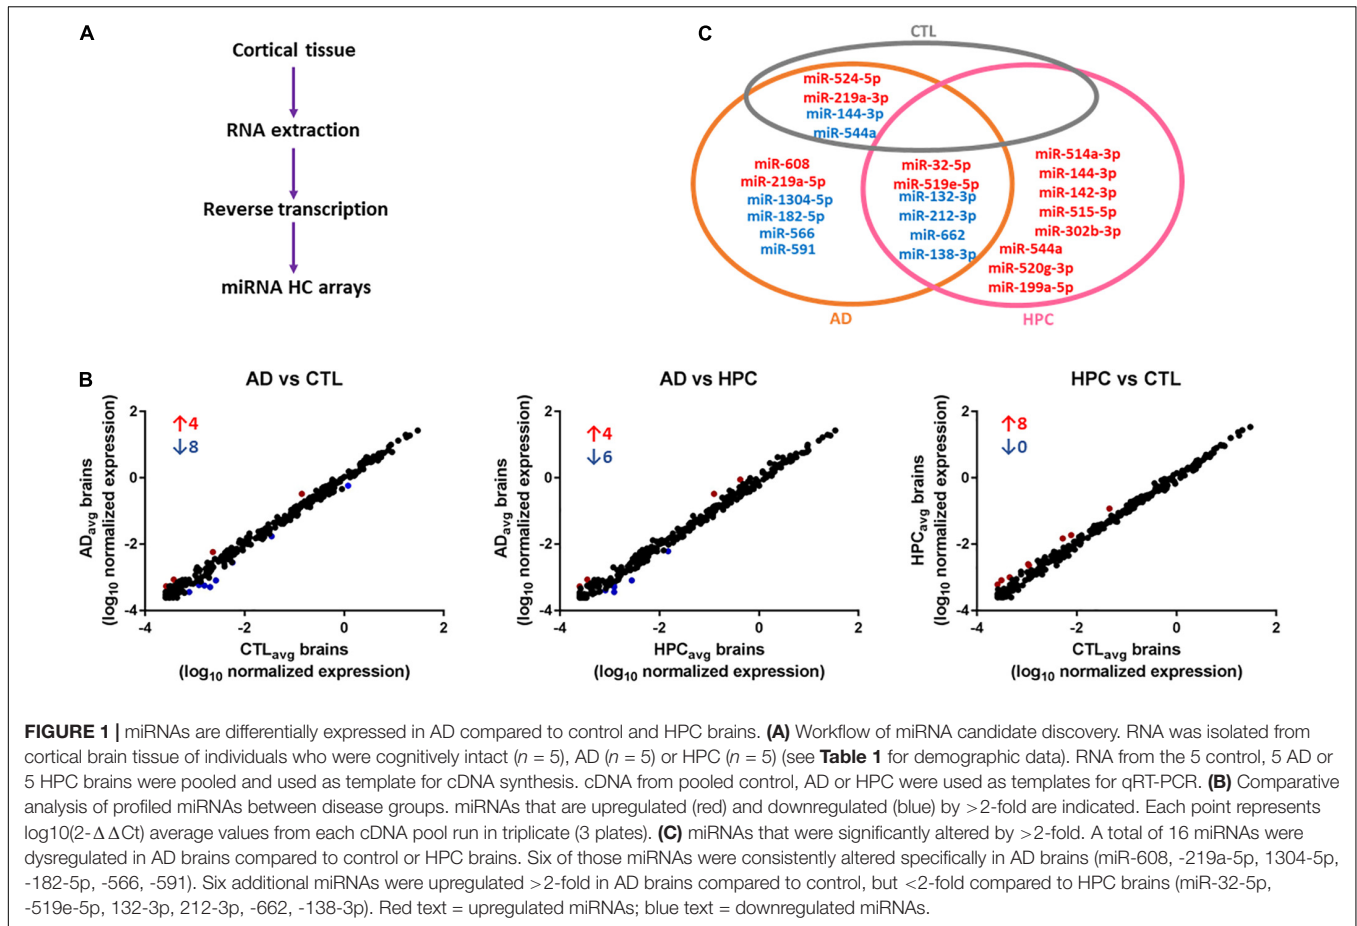 A
Cortical tissue
RNA extraction
Reverse transcription
miRNA HC arrays
C
CTL
miR-524-5p
miR-219a-3p
miR-144-3p
miR-544a
miR-608
miR-219a-5p
miR-1304-5p
miR-182-5p
miR-566
miR-591
miR-32-5p
miR-519e-5p
miR-132-3p
miR-212-3p
miR-662
miR-138-3p
miR-514a-3p
miR-144-3p
miR-142-3p
miR-515-5p
miR-302b-3p
miR-544a
miR-520g-3p
miR-199a-5p
AD
HPC
B
AD vs CTL
↑4
↓8
2
0
-2
-4
-4
-2
0
2
ADavg brains
(log10 normalized expression)
CTLavg brains
(log10 normalized expression)
AD vs HPC
↑4
↓6
2
0
-2
-4
-4
-2
0
2
ADavg brains
(log10 normalized expression)
HPCavg brains
(log10 normalized expression)
HPC vs CTL
↑8
↓0
2
0
-2
-4
-4
-2
0
2
HPCavg brains
(log10 normalized expression)
CTLavg brains
(log10 normalized expression)
FIGURE 1 | miRNAs are differentially expressed in AD compared to control and HPC brains. (A) Workflow of miRNA candidate discovery. RNA was isolated from
cortical brain tissue of individuals who were cognitively intact (n = 5), AD (n = 5) or HPC (n = 5) (see Table 1 for demographic data). RNA from the 5 control, 5 AD or
5 HPC brains were pooled and used as template for cDNA synthesis. cDNA from pooled control, AD or HPC were used as templates for qRT-PCR. (B) Comparative
analysis of profiled miRNAs between disease groups. miRNAs that are upregulated (red) and downregulated (blue) by >2-fold are indicated. Each point represents
log10(2-ΔΔCt) average values from each cDNA pool run in triplicate (3 plates). (C) miRNAs that were significantly altered by >2-fold. A total of 16 miRNAs were
dysregulated in AD brains compared to control or HPC brains. Six of those miRNAs were consistently altered specifically in AD brains (miR-608, -219a-5p, 1304-5p,
-182-5p, -566, -591). Six additional miRNAs were upregulated >2-fold in AD brains compared to control, but <2-fold compared to HPC brains (miR-32-5p,
-519e-5p, 132-3p, 212-3p, -662, -138-3p). Red text = upregulated miRNAs; blue text = downregulated miRNAs.